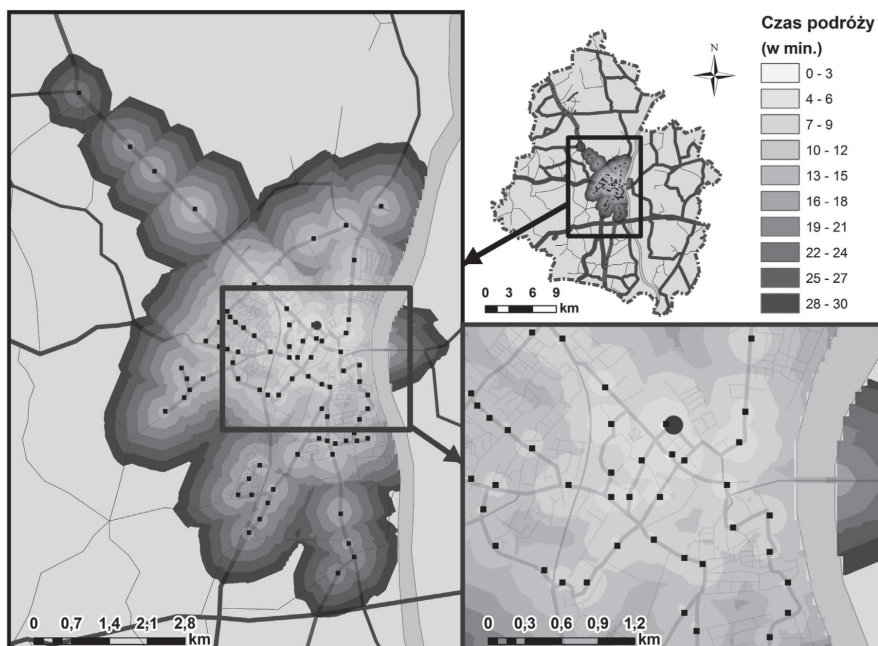 Czas podróży
(w min.)
N
0 - 3
4 - 6
7 - 9
10 - 12
13 - 15
16 - 18
19 - 21
22 - 24
25 - 27
28 - 30
0 3 6 9
km
0 0,7 1,4 2,1 2,8
km
0 0,3 0,6 0,9 1,2
km